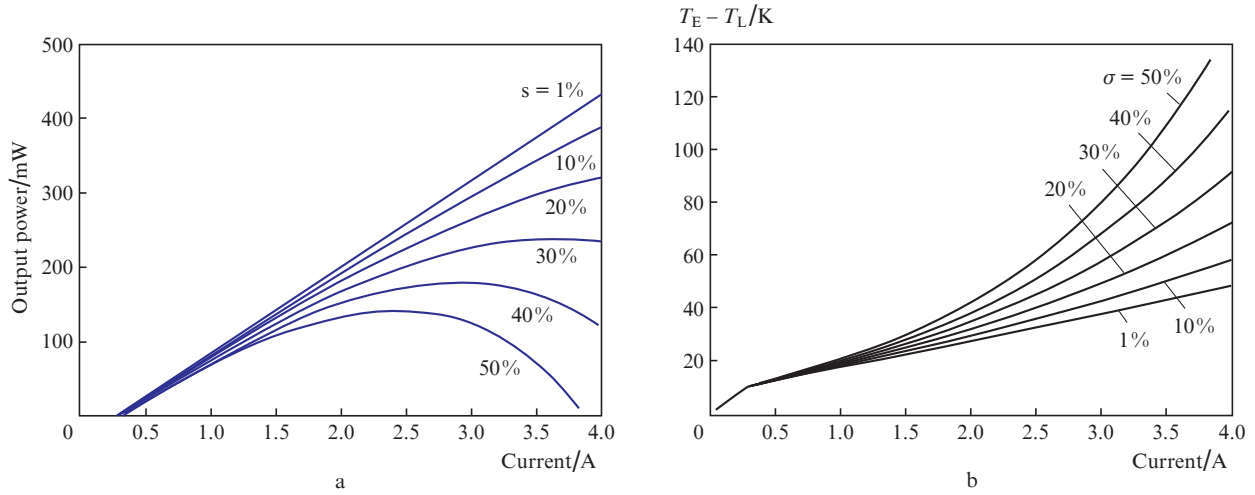 Output power/mW
500
400
300
200
100
0
0.5 1.0 1.5 2.0 2.5 3.0 3.5 4.0
Current/A
s = 1%
10%
20%
30%
40%
50%
a
T_E – T_L/K
140
120
100
80
60
40
20
0
0.5 1.0 1.5 2.0 2.5 3.0 3.5 4.0
Current/A
σ = 50%
40%
30%
20%
10%
1%
b